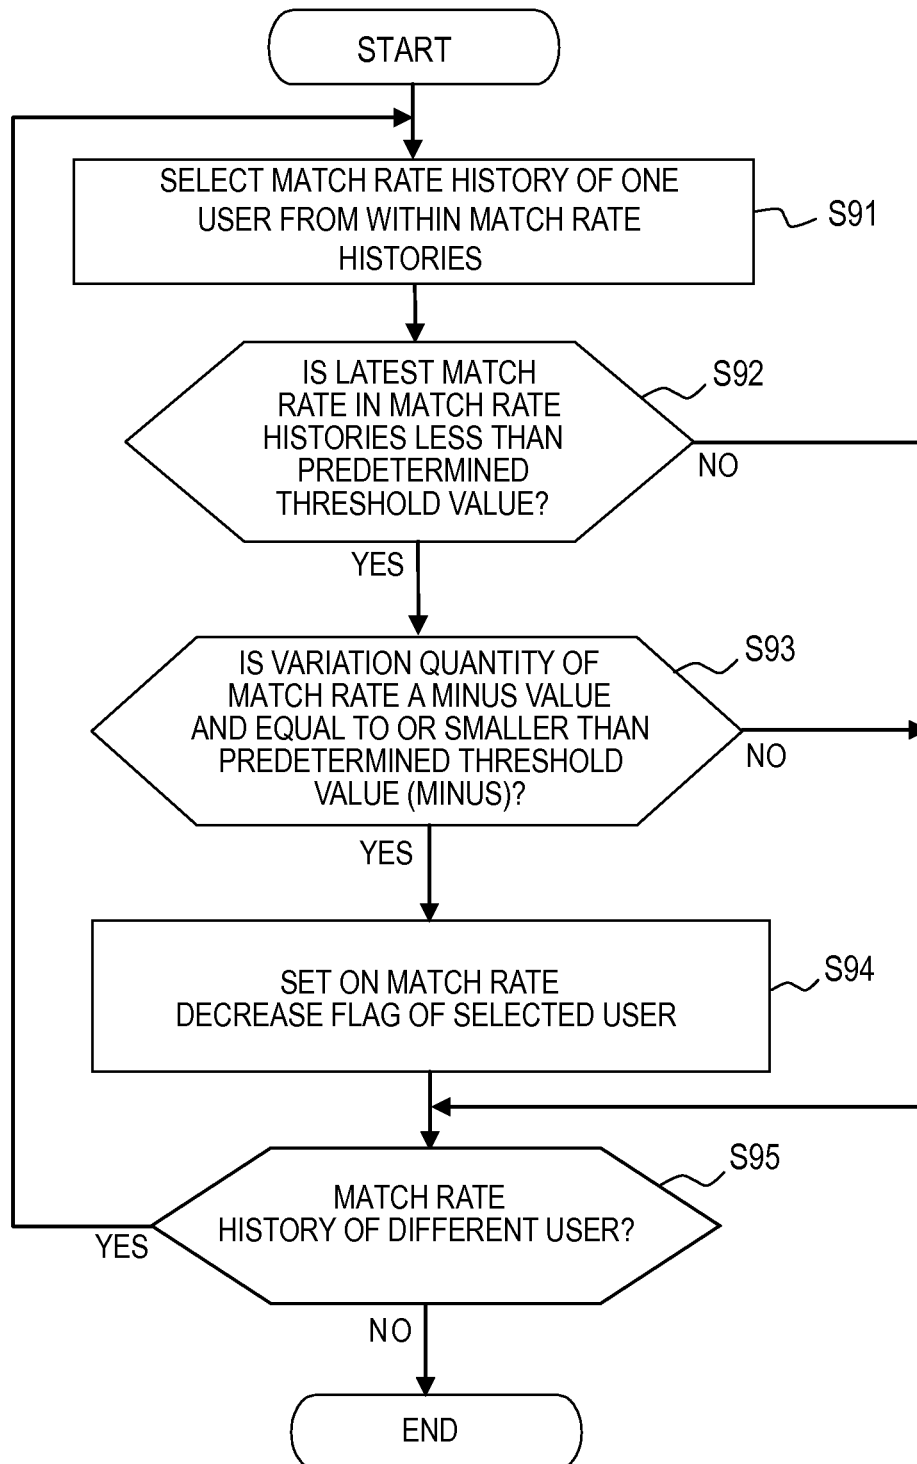 START
SELECT MATCH RATE HISTORY OF ONE
USER FROM WITHIN MATCH RATE
HISTORIES
S91
IS LATEST MATCH
RATE IN MATCH RATE
HISTORIES LESS THAN
PREDETERMINED
THRESHOLD VALUE?
S92
NO
YES
IS VARIATION QUANTITY OF
MATCH RATE A MINUS VALUE
AND EQUAL TO OR SMALLER THAN
PREDETERMINED THRESHOLD
VALUE (MINUS)?
S93
NO
YES
SET ON MATCH RATE
DECREASE FLAG OF SELECTED USER
S94
MATCH RATE
HISTORY OF DIFFERENT USER?
S95
YES
NO
END